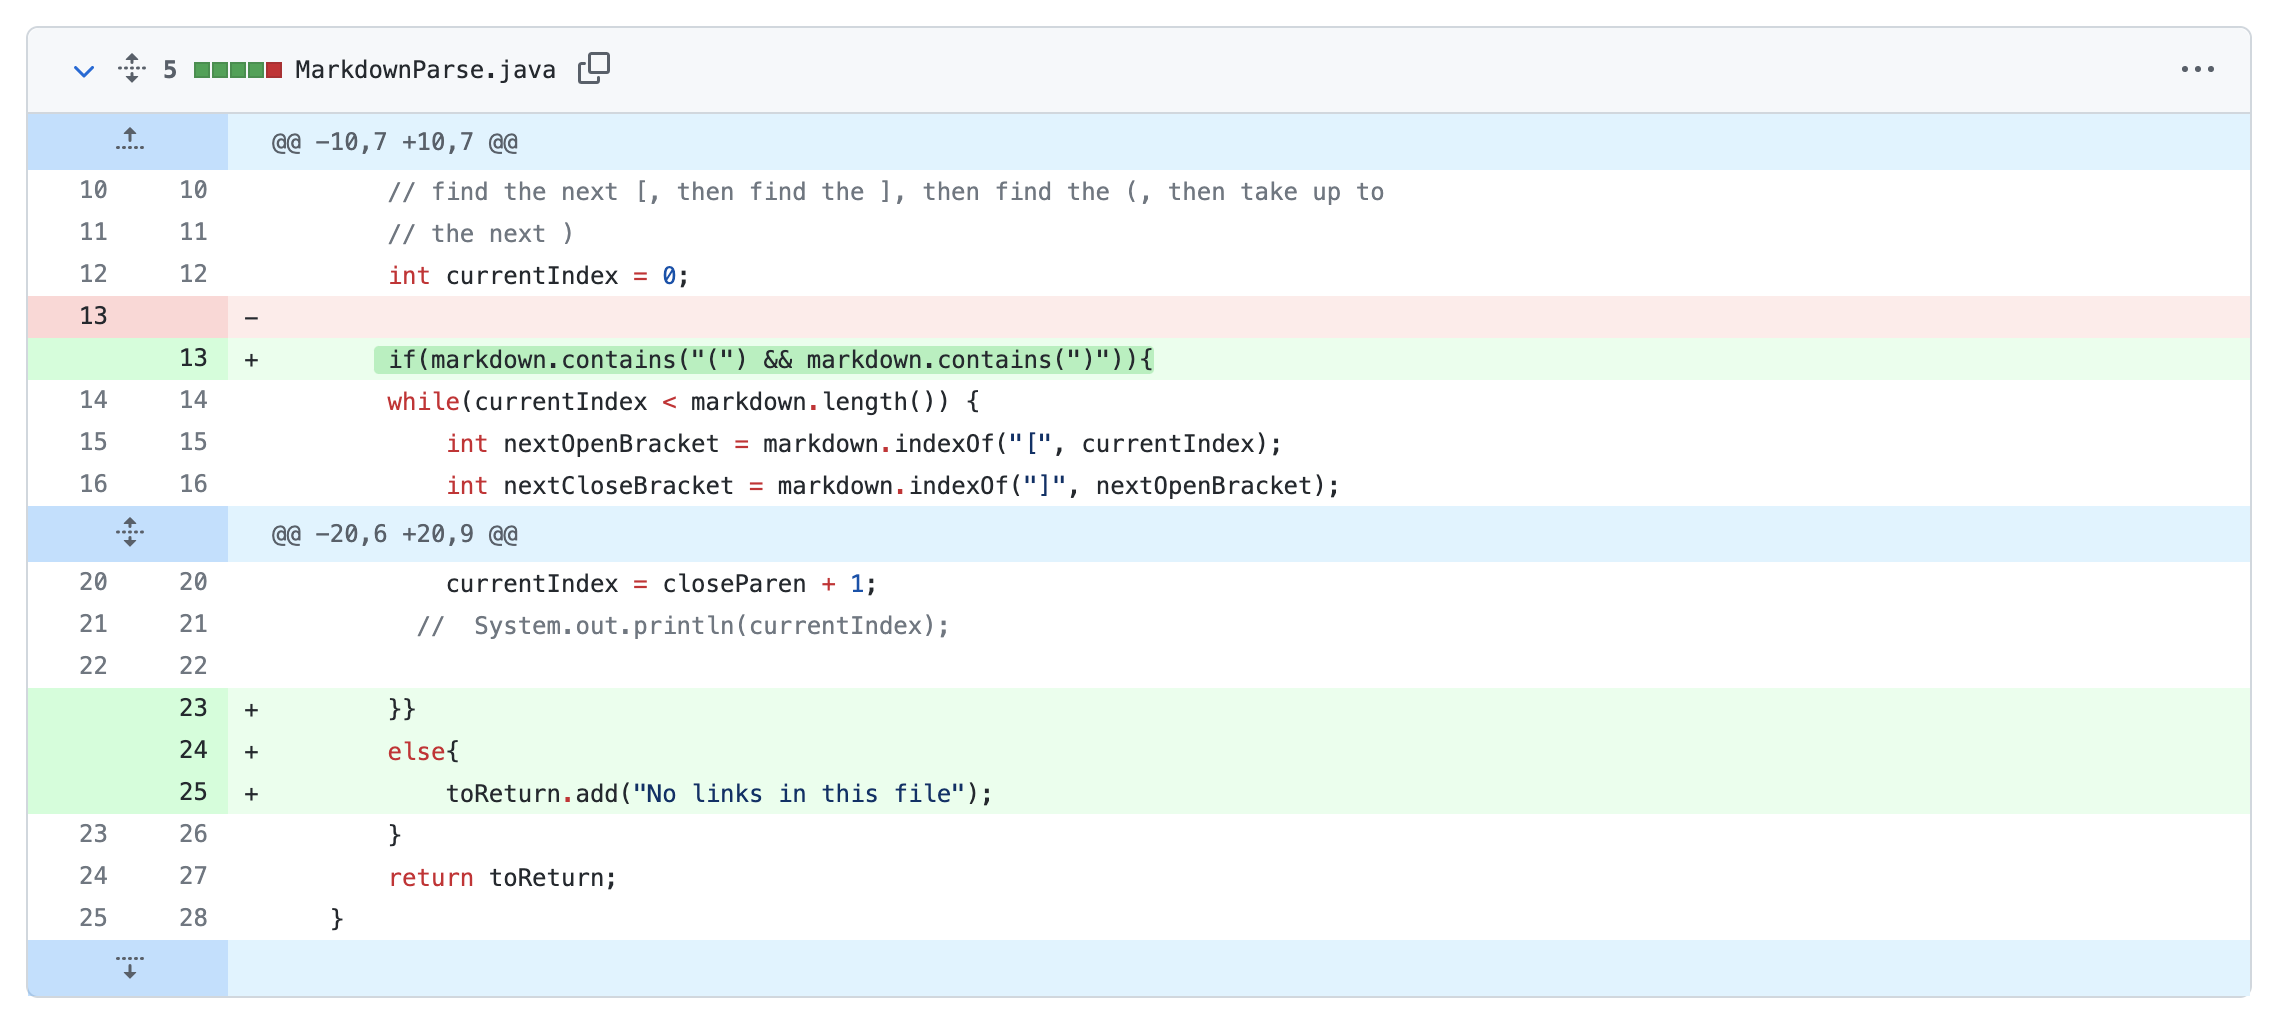 5 MarkdownParse.java
@@ -10,7 +10,7 @@
10 10 // find the next [, then find the ], then find the (, then take up to
11 11 // the next )
12 12 int currentIndex = 0;
13 -
13 + if(markdown.contains("(") && markdown.contains(")")){
14 14 while(currentIndex < markdown.length()) {
15 15 int nextOpenBracket = markdown.indexOf("[", currentIndex);
16 16 int nextCloseBracket = markdown.indexOf("]", nextOpenBracket);
@@ -20,6 +20,9 @@
20 20 currentIndex = closeParen + 1;
21 21 //  System.out.println(currentIndex);
22 22
23 + }}
24 + else{
25 + toReturn.add("No links in this file");
23 26 }
24 27 return toReturn;
25 28 }